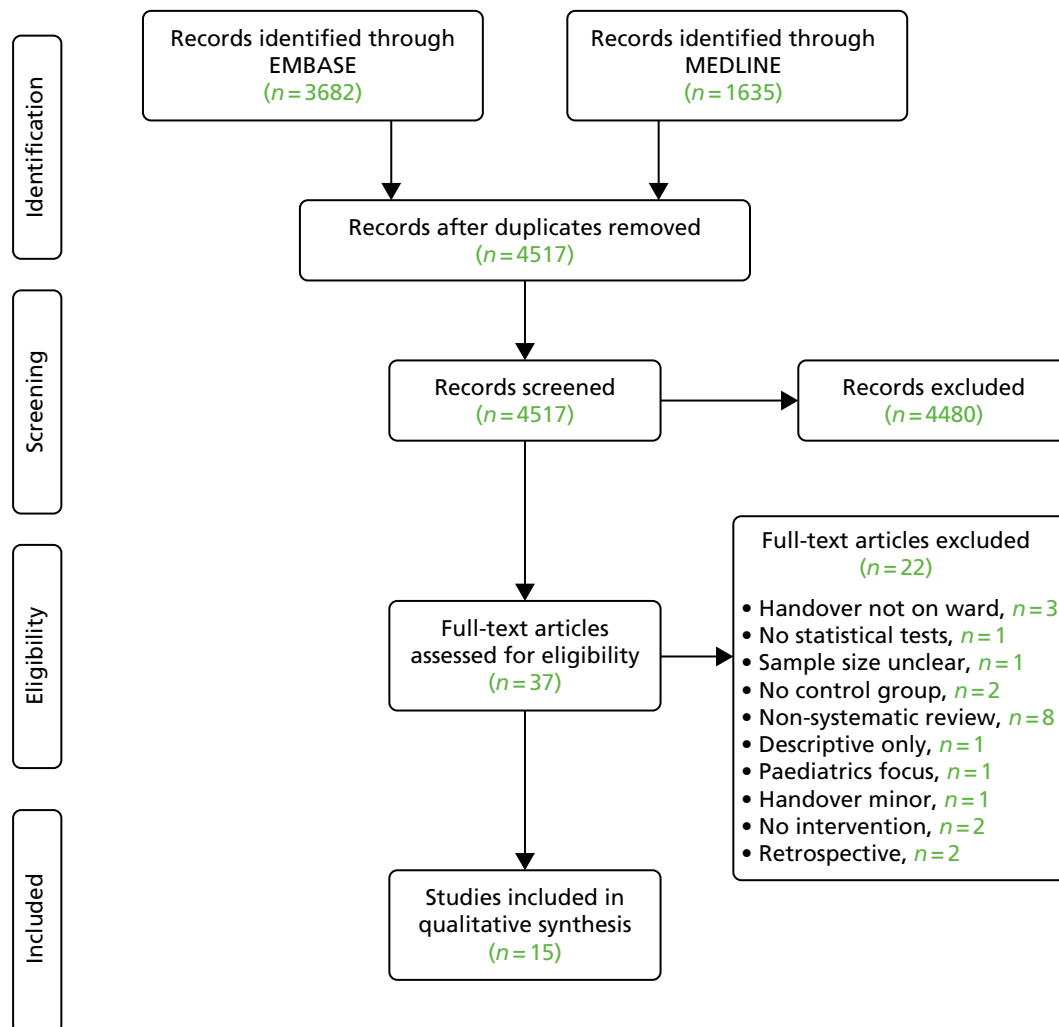 Identification
Records identified through
EMBASE
(n=3682)
Records identified through
MEDLINE
(n=1635)
Records after duplicates removed
(n=4517)
Screening
Records screened
(n=4517)
Records excluded
(n=4480)
Eligibility
Full-text articles
assessed for eligibility
(n=37)
Full-text articles excluded
(n=22)
• Handover not on ward, n=3
• No statistical tests, n=1
• Sample size unclear, n=1
• No control group, n=2
• Non-systematic review, n=8
• Descriptive only, n=1
• Paediatrics focus, n=1
• Handover minor, n=1
• No intervention, n=2
• Retrospective, n=2
Included
Studies included in
qualitative synthesis
(n=15)